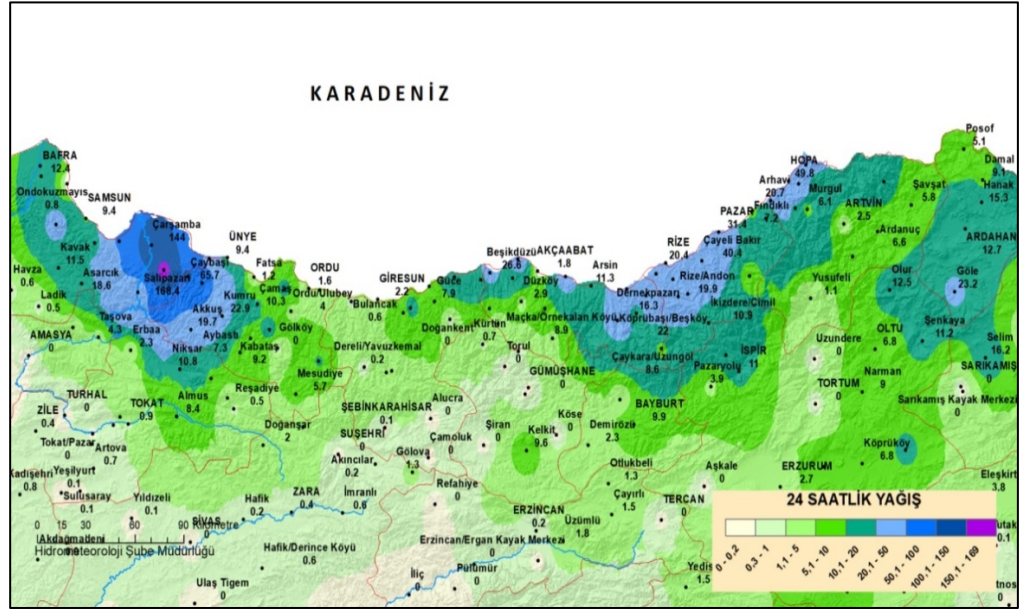 KARADENİZ
Posof
5.1
BAFRA
12.4
HOPA
49.8
Damal
9.1
Ondokuzmayıs
0.8
SAMSUN
9.4
Arhavi
20.7
Murgul
6.1
Şavşat
5.8
Hanak
15.3
Fındıklı
7.2
ARTVİN
2.5
PAZAR
31.4
Çarşamba
144
ÜNYE
9.4
Ardanuç
6.6
ARDAHAN
12.7
Kavak
11.5
RİZE
20.4
Çayeli Bakır
40.4
Beşikdüzü
26.6
AKÇAABAT
1.8
Arsin
11.3
Havza
0.6
Asarcık
18.6
Salıpazarı
168.4
Çaybaşı
65.7
Fatsa
1.2
ORDU
1.6
GİRESUN
2.2
Güce
7.9
Düzköy
2.9
Rize/Andon
19.9
Yusufeli
1.1
Olur
12.5
Göle
23.2
Ladik
0.5
Kumru
22.9
Çamaş
10.3
Ordu/Ulubey
4
Bulancak
0.6
Dernekpazarı
16.3
İkizdere/Cimil
10.9
Taşova
4.3
Akkuş
19.7
Doğankent
0
Kürtün
0.7
Maçka/Örnekalan Köyü
8.9
Köprübaşı/Beşköy
22
Şenkaya
11.2
AMASYA
0
Erbaa
2.3
Aybastı
7.3
Gölköy
Kabataş
9.2
Dereli/Yavuzkemal
0.2
Torul
0
Çaykara/Uzungöl
8.6
İSPİR
11
Uzundere
0
OLTU
6.8
Selim
16.2
Niksar
10.8
Mesudiye
5.7
GÜMÜŞHANE
0
Pazaryolu
3.9
SARIKAMIŞ
0
Narman
9
TURHAL
0
Almus
8.4
Reşadiye
0.5
Alucra
0
TORTUM
0
Sarıkamış Kayak Merkezi
0
ZİLE
0.4
TOKAT
0.9
ŞEBİNKARAHİSAR
0.1
BAYBURT
9.9
Köse
0
Doğanşar
2
SUŞEHRİ
0
Çamoluk
0
Şiran
0
Kelkit
9.6
Demirözü
2.3
Köprüköy
6.8
Tokat/Pazar
0
Artova
0.7
Gölova
1.3
Akıncılar
0.2
Otlukbeli
1.3
Aşkale
0
ERZURUM
2.7
Kadışehri
0.8
Yeşilyurt
0.1
Sulusaray
0.1
Yıldızeli
0.1
Hafik
0.2
ZARA
0.4
İmranlı
0.6
Refahiye
0
Çayırlı
1.5
TERCAN
0
Eleşkirt
3.8
SİVAS
0
ERZİNCAN
0.2
Üzümlü
1.8
Akdağmadeni
Erzincan/Ergan Kayak Merkezi
0
Hafik/Derince Köyü
0.6
Ulaş Tigem
0
İliç
0
Pülümür
0
1.5
0.1
0
0 15 30 60 90 Kilometre
Hidrometeoroloji Şube Müdürlüğü
24 SAATLİK YAĞIŞ
0 - 0,2
0,3 - 1
1,1 - 5
5,1 - 10
10,1 - 20
20,1 - 50
50,1 - 100
100,1 - 150
150,1 - 169